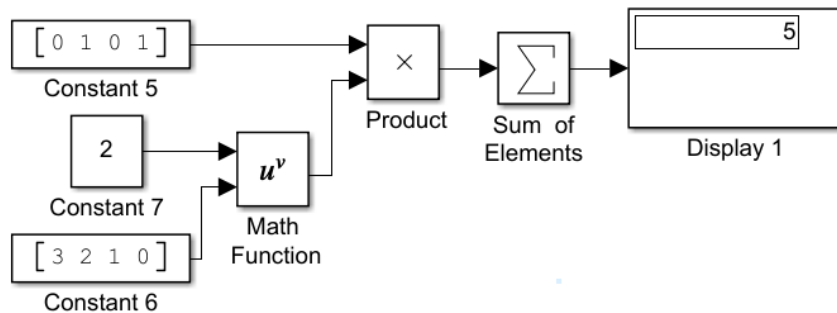 [0 1 0 1]
Constant 5
2
Constant 7
[3 2 1 0]
Constant 6
u^v
Math
Function
×
Product
∑
Sum of
Elements
5
Display 1